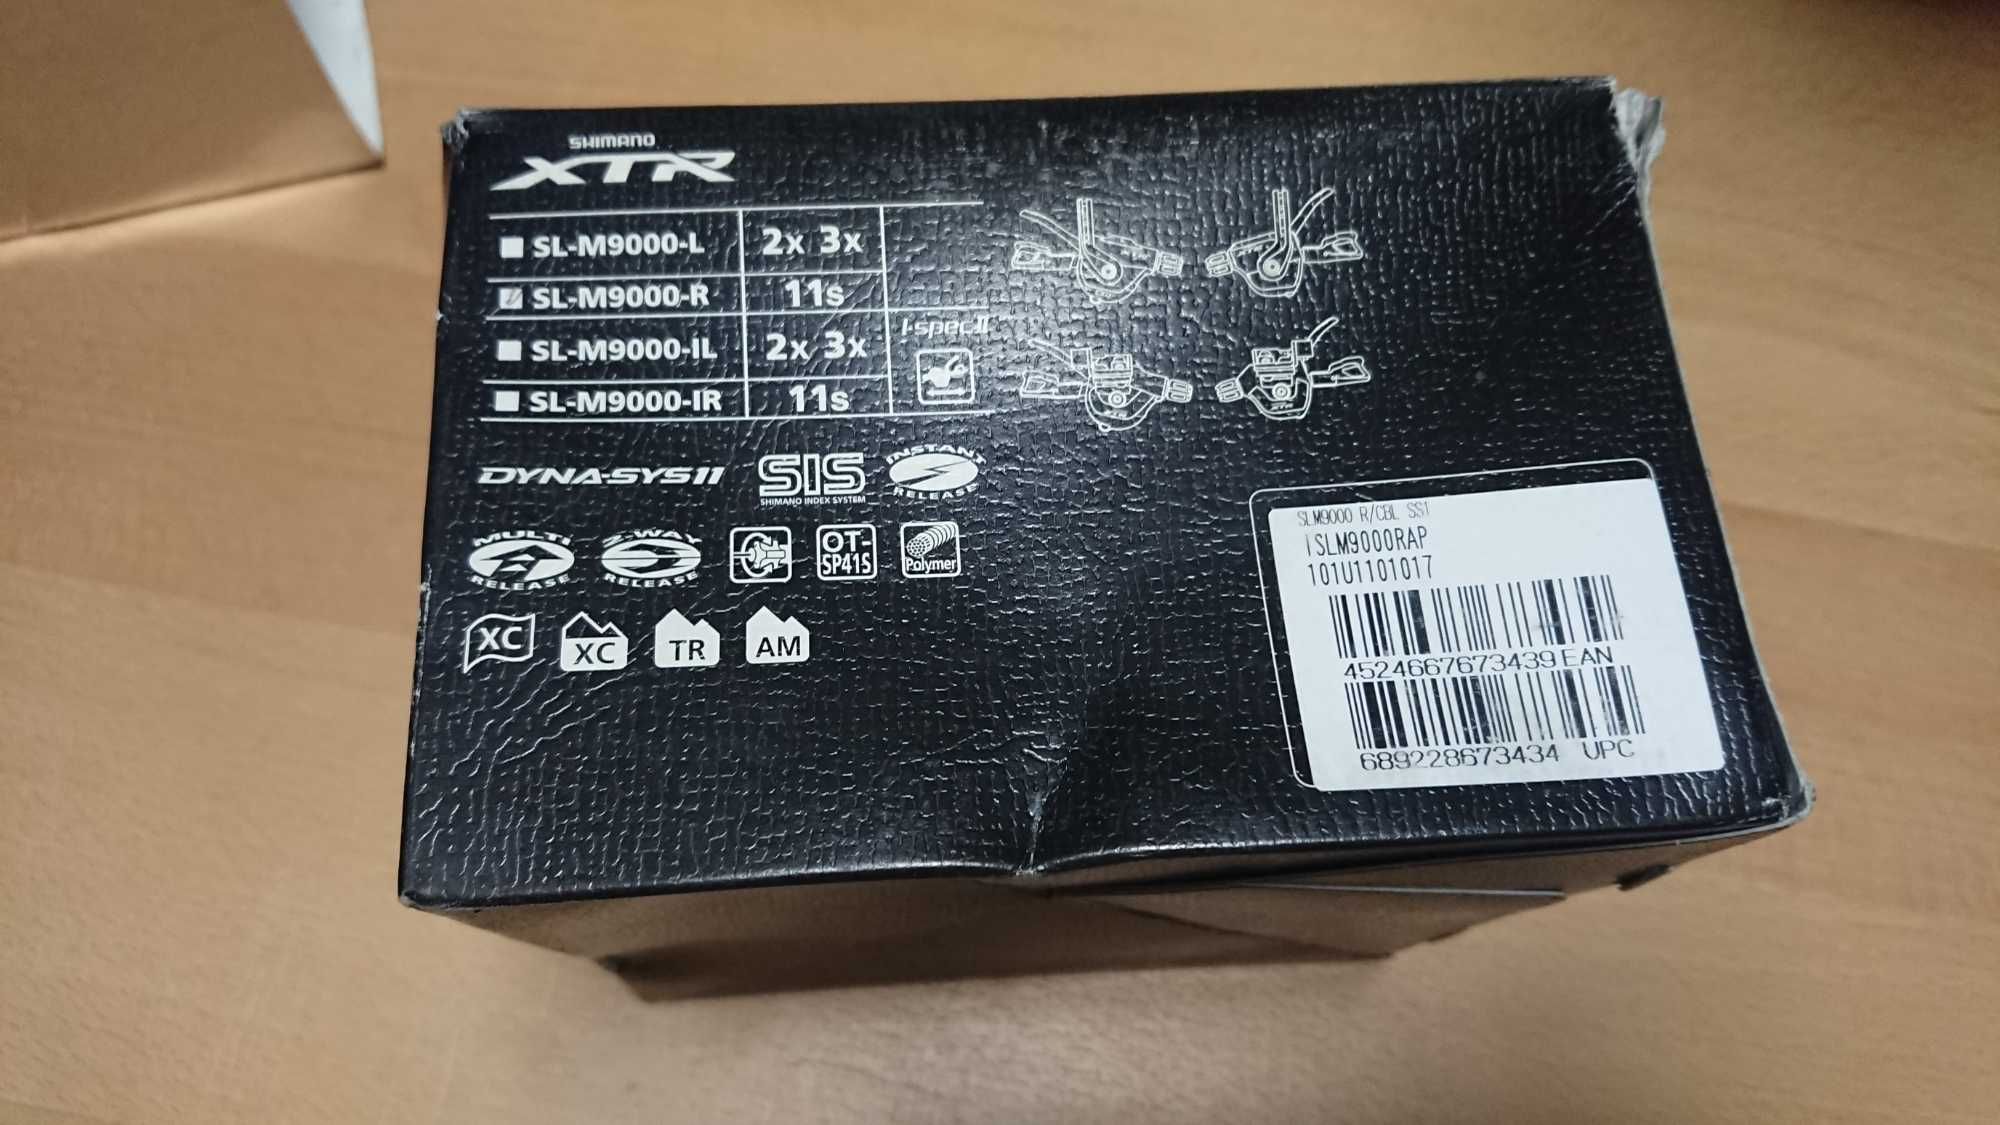 SHIMANO
XTR
SL-M9000-L 2x 3x
SL-M9000-R 11s
SL-M9000-IL 2x 3x
SL-M9000-IR 11s
I-spec II
XTR
DYNA-SYS11
SIS
SHIMANO INDEX SYSTEM
INSTANT
RELEASE
MULTI
RELEASE
2-WAY
RELEASE
OT-
SP41S
Polymer
XC
XC
TR
AM
SLM9000 R/CBL SS1
ISLM9000RAP
101U1101017
4524667673439 EAN
689228673434 UPC